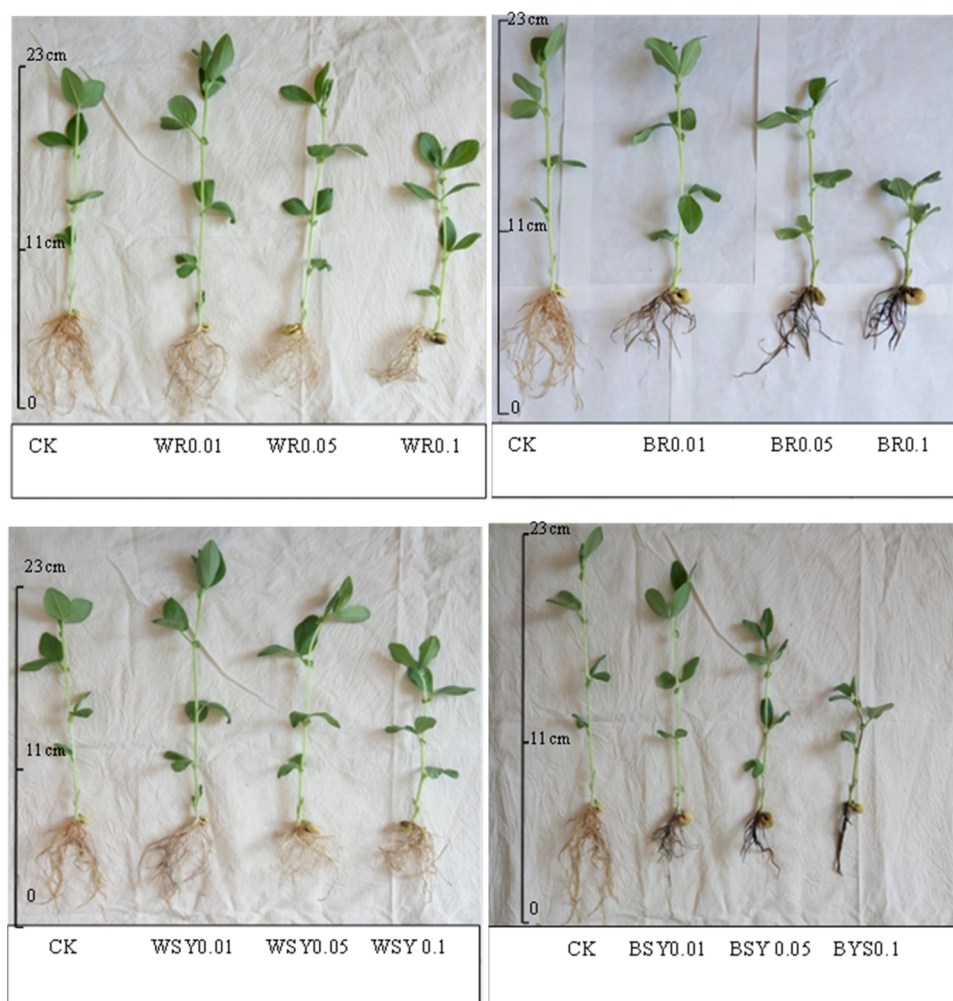 23cm
11cm
0
CK WR0.01 WR0.05 WR0.1
23cm
11cm
0
CK BR0.01 BR0.05 BR0.1
23cm
11cm
0
CK WSY0.01 WSY0.05 WSY 0.1
23cm
11cm
0
CK BSY0.01 BSY 0.05 BYS0.1